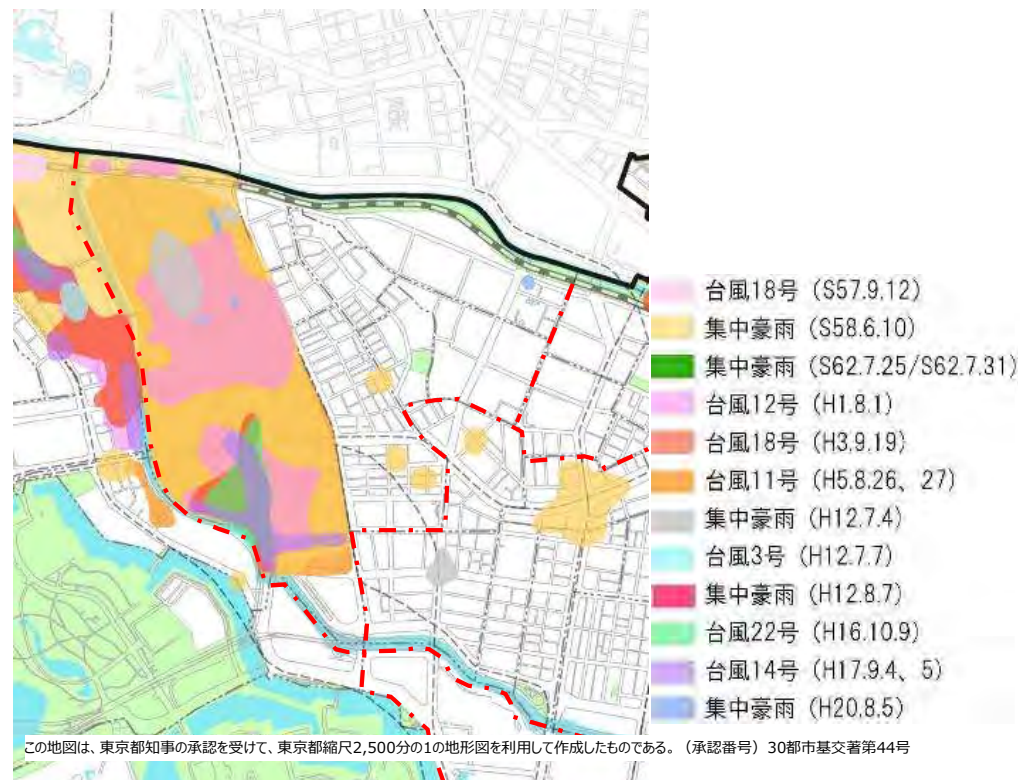 台風18号（S57.9.12）
集中豪雨（S58.6.10）
集中豪雨（S62.7.25/S62.7.31）
台風12号（H1.8.1）
台風18号（H3.9.19）
台風11号（H5.8.26、27）
集中豪雨（H12.7.4）
台風3号（H12.7.7）
集中豪雨（H12.8.7）
台風22号（H16.10.9）
台風14号（H17.9.4、5）
集中豪雨（H20.8.5）
この地図は、東京都知事の承認を受けて、東京都縮尺2,500分の1の地形図を利用して作成したものである。（承認番号）30都市基交著第44号